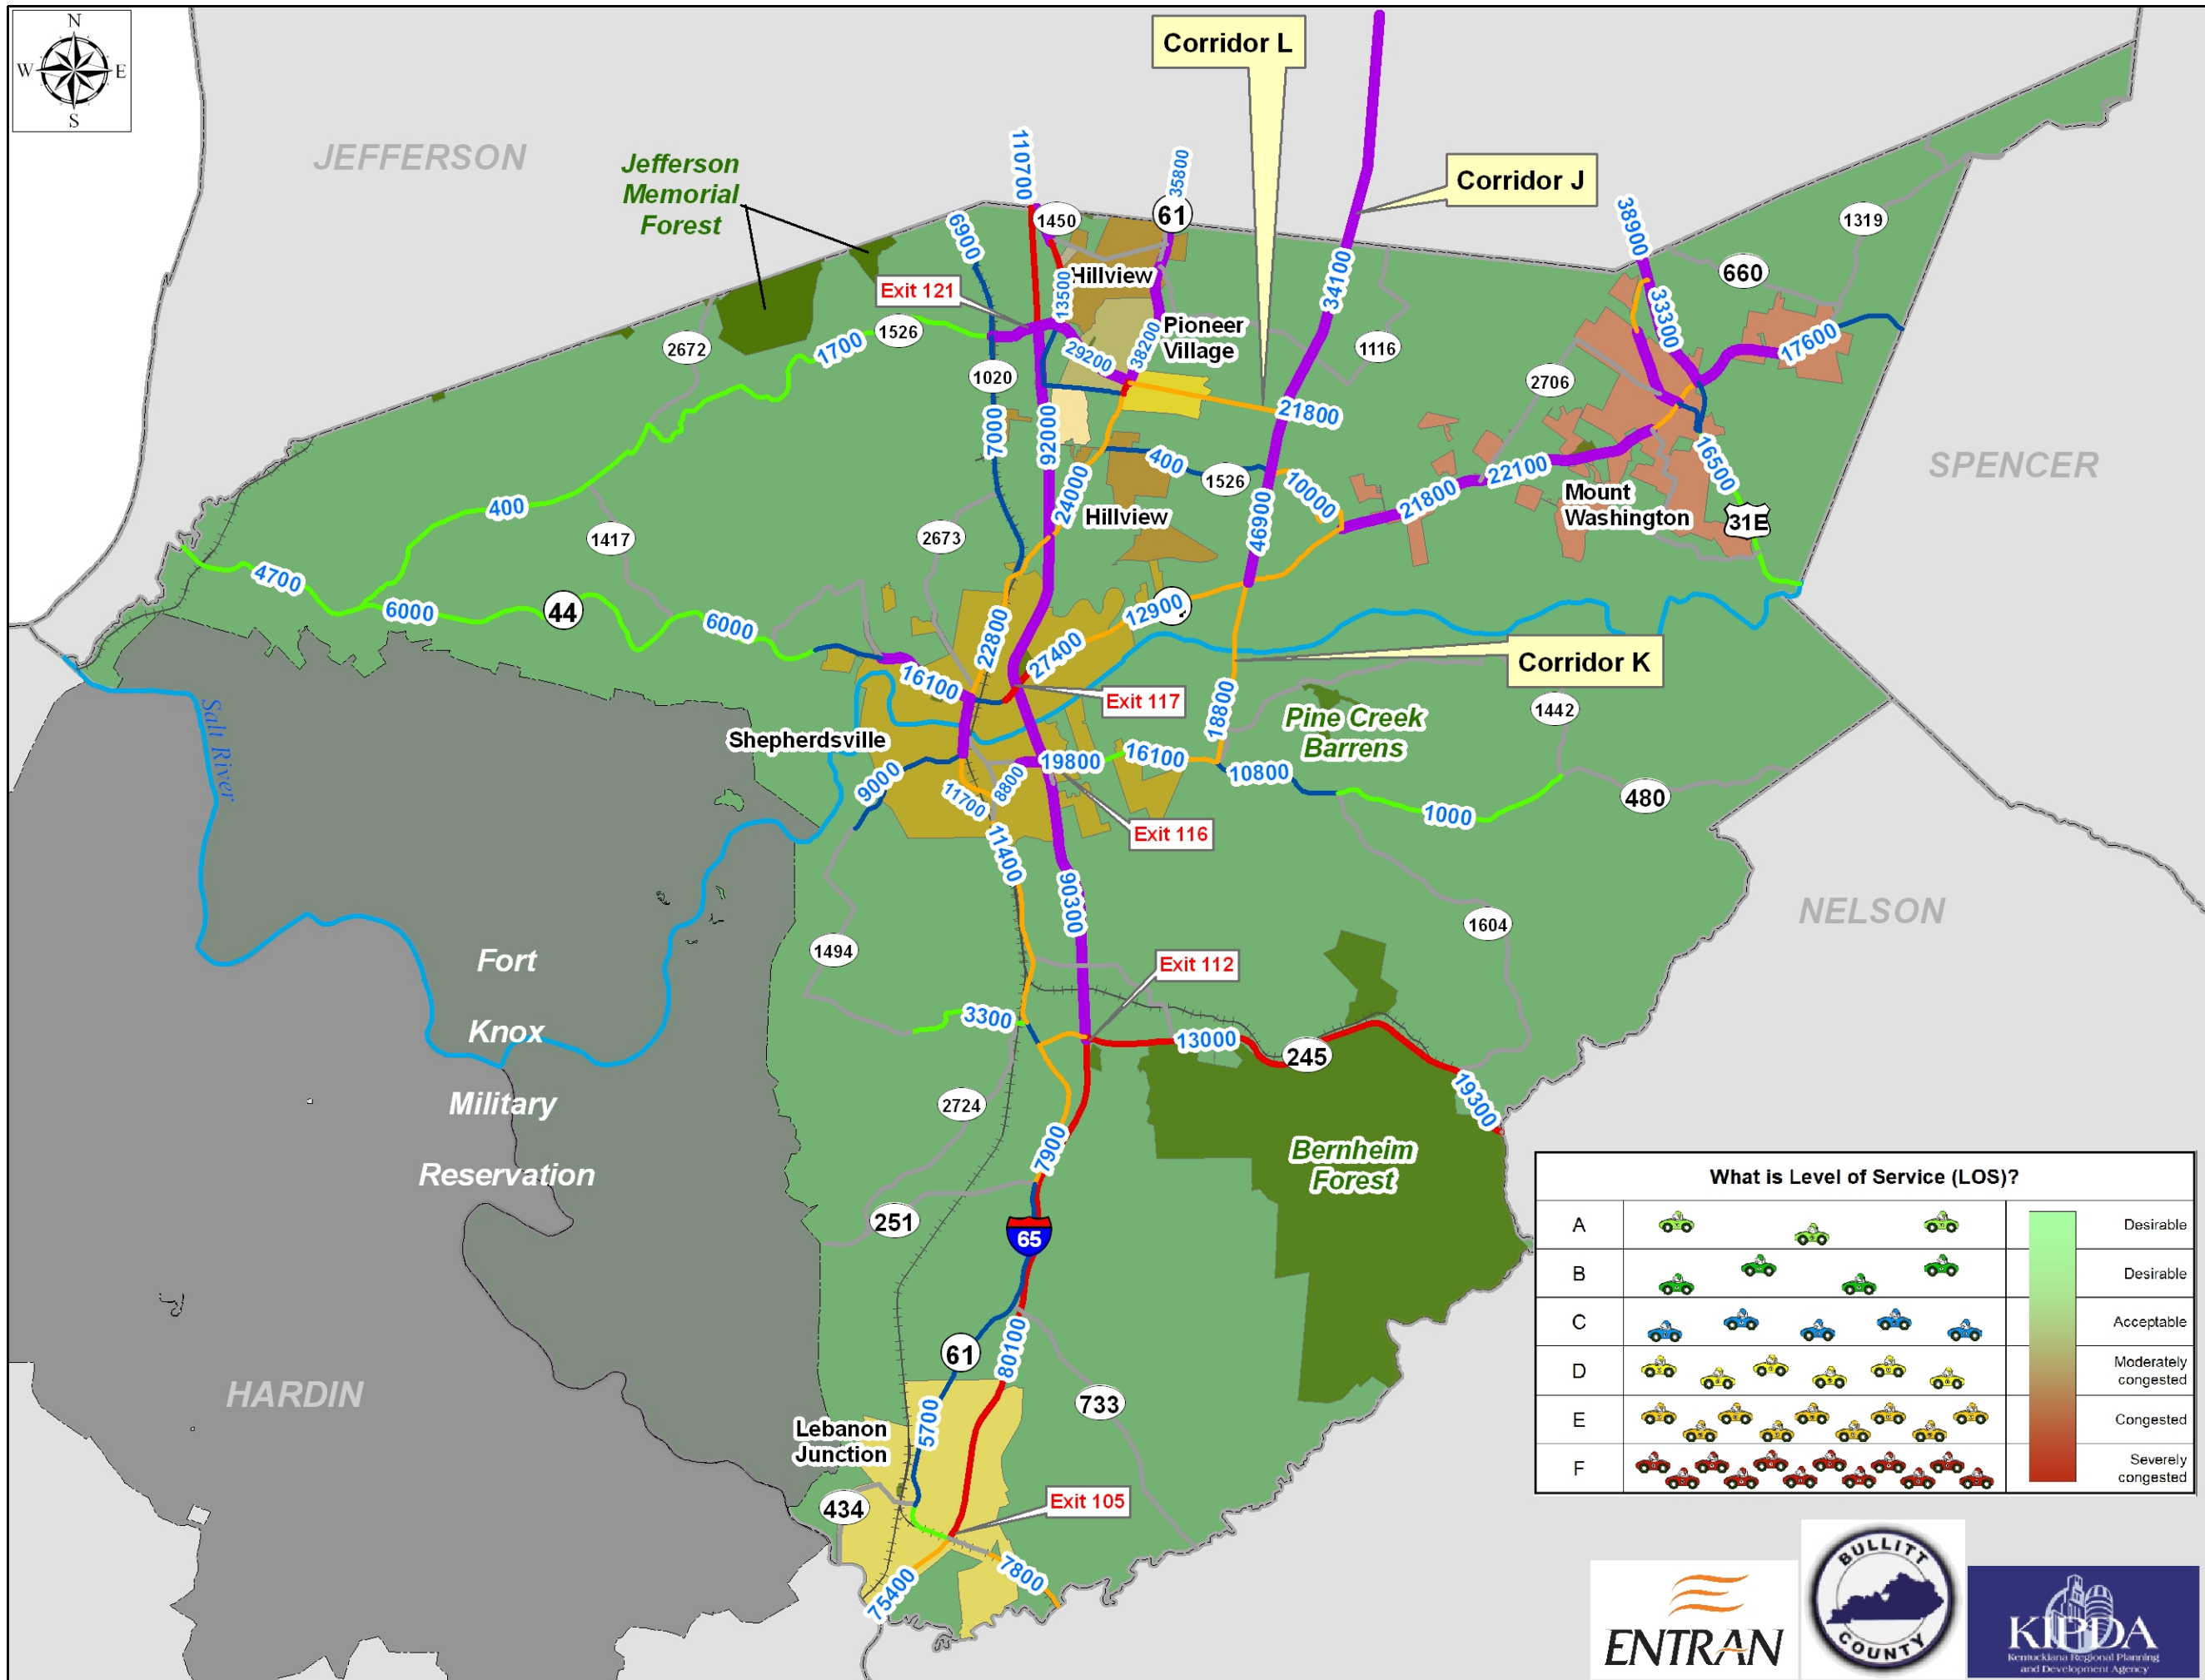 N
W E
S
JEFFERSON
Jefferson
Memorial
Forest
Corridor L
Corridor J
110700
6900
1450
61
35800
38900
1319
660
Hillview
13500
Exit 121
34100
33300
17600
2672
1700
1526
Pioneer
Village
38200
29200
1116
2706
1020
7000
92000
21800
400
1526
10000
24000
22100
21800
16500
SPENCER
Mount
Washington
31E
400
1417
2673
Hillview
46900
4700
6000
44
6000
12900
22800
27400
Corridor K
16100
Exit 117
18800
1442
Pine Creek
Barrens
Salt River
Shepherdsville
9000
8800
19800
16100
10800
11700
1000
480
Exit 116
11400
90300
NELSON
1604
1494
Fort
Knox
Military
Reservation
Exit 112
3300
13000
245
19300
2724
7900
Bernheim
Forest
251
65
80100
61
HARDIN
733
5700
Lebanon
Junction
434
Exit 105
7800
75400
What is Level of Service (LOS)?
A Desirable
B Desirable
C Acceptable
D Moderately
congested
E Congested
F Severely
congested
ENTRAN
BULLITT
COUNTY
KIPDA
Kentuckiana Regional Planning
and Development Agency